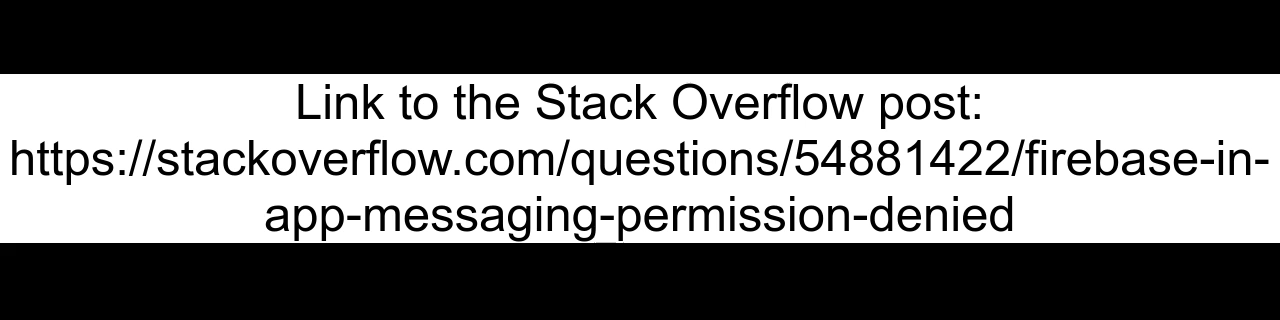 Link to the Stack Overflow post:
https://stackoverflow.com/questions/54881422/firebase-in-
app-messaging-permission-denied